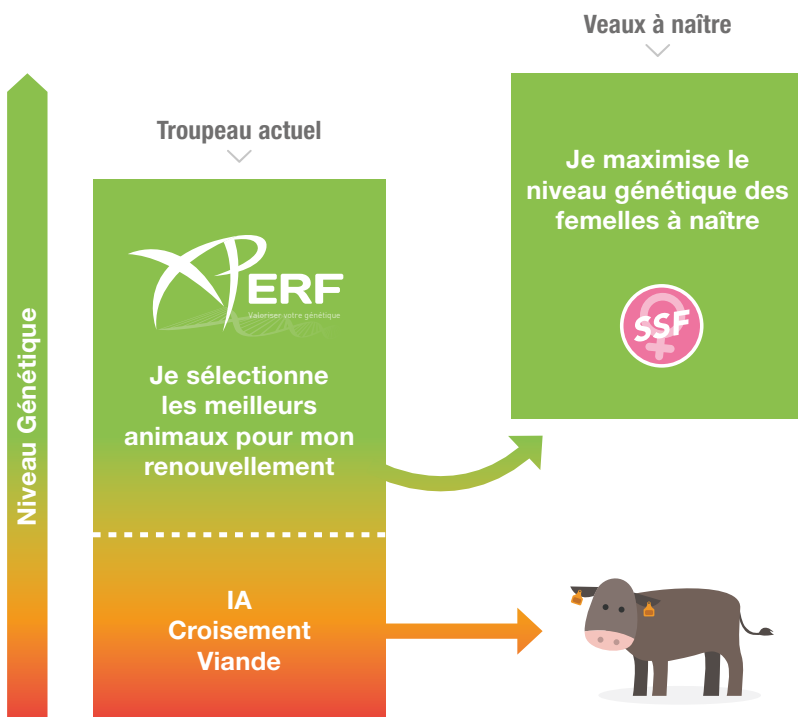 Veaux à naître
Troupeau actuel
Je maximise le
niveau génétique des
femelles à naître
XPERF
Valoriser votre génétique
SSF
Je sélectionne
les meilleurs
animaux pour mon
renouvellement
Niveau Génétique
IA
Croisement
Viande